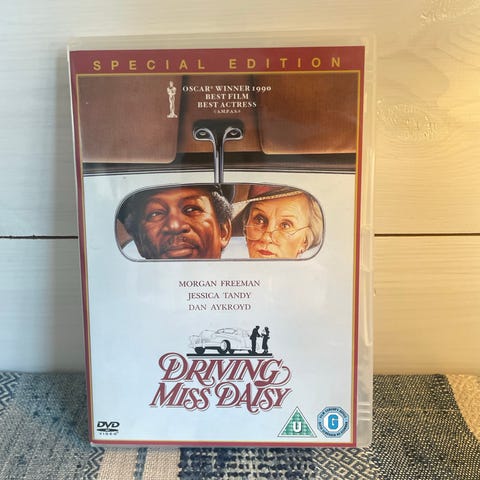 SPECIAL EDITION
OSCAR® WINNER 1990
BEST FILM
BEST ACTRESS
©A.M.P.A.S.®
MORGAN FREEMAN
JESSICA TANDY
DAN AYKROYD
DRIVING
MISS DAISY
DVD
VIDEO
U
G